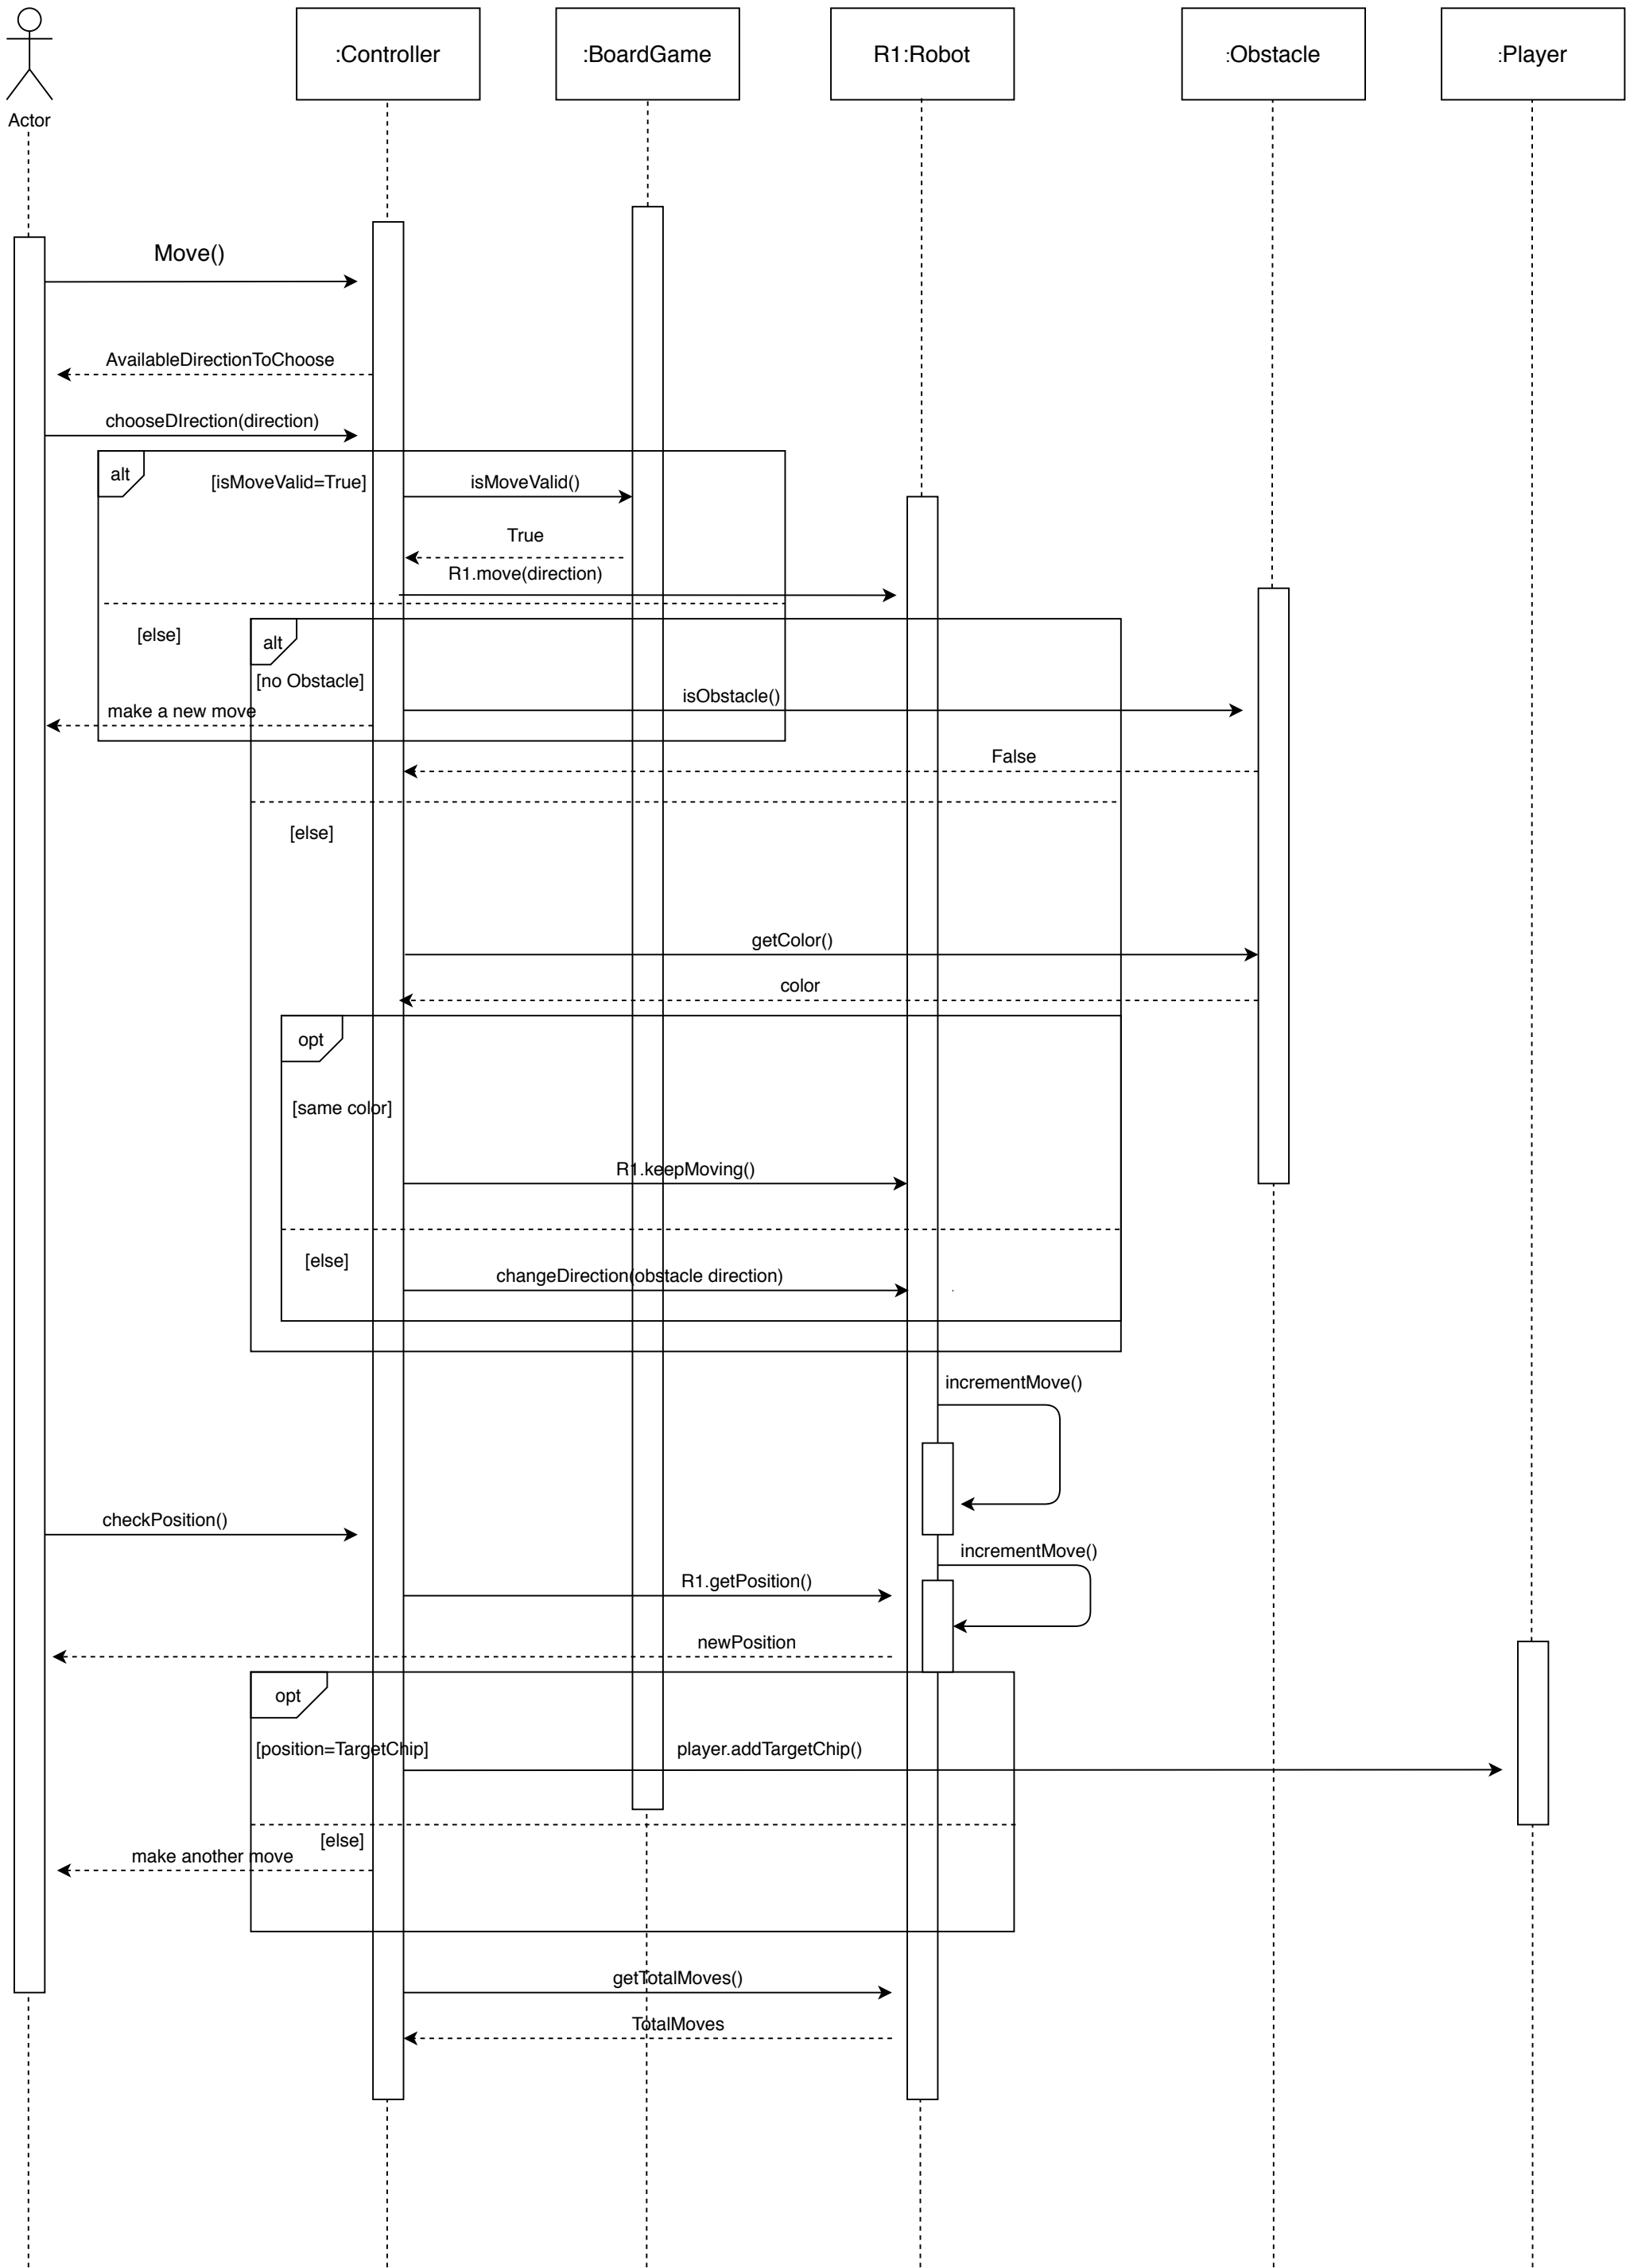 :Controller
:BoardGame
R1:Robot
:Obstacle
:Player
Actor
Move()
AvailableDirectionToChoose
chooseDIrection(direction)
alt
[isMoveValid=True]
isMoveValid()
True
R1.move(direction)
[else]
alt
[no Obstacle]
isObstacle()
make a new move
False
[else]
getColor()
color
opt
[same color]
R1.keepMoving()
[else]
changeDirection(obstacle direction)
incrementMove()
checkPosition()
incrementMove()
R1.getPosition()
newPosition
opt
[position=TargetChip]
player.addTargetChip()
[else]
make another move
getTotalMoves()
TotalMoves